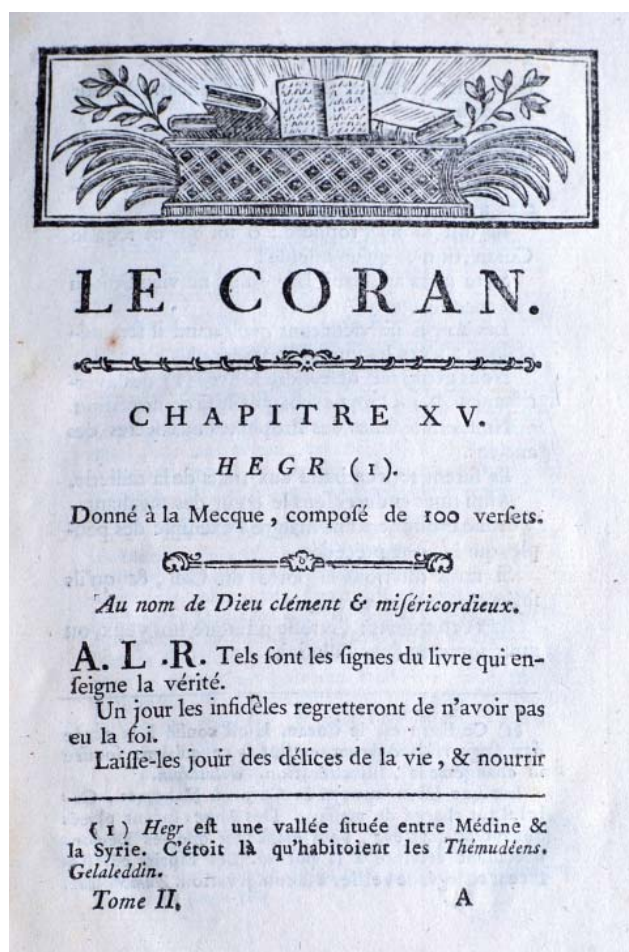 LE CORAN.
CHAPITRE XV.
HEGR (1).
Donné à la Mecque, compoſé de 100 verſets.
Au nom de Dieu clément & miſéricordieux.
A. L .R. Tels ſont les ſignes du livre qui en-
ſeigne la vérité.
Un jour les infidèles regretteront de n'avoir pas
eu la foi.
Laiſſe-les jouir des délices de la vie, & nourrir
(1) Hegr eſt une vallée ſituée entre Médine &
la Syrie. C'étoit là qu'habitoient les Thémudéens.
Gelaleddin.
Tome II. A